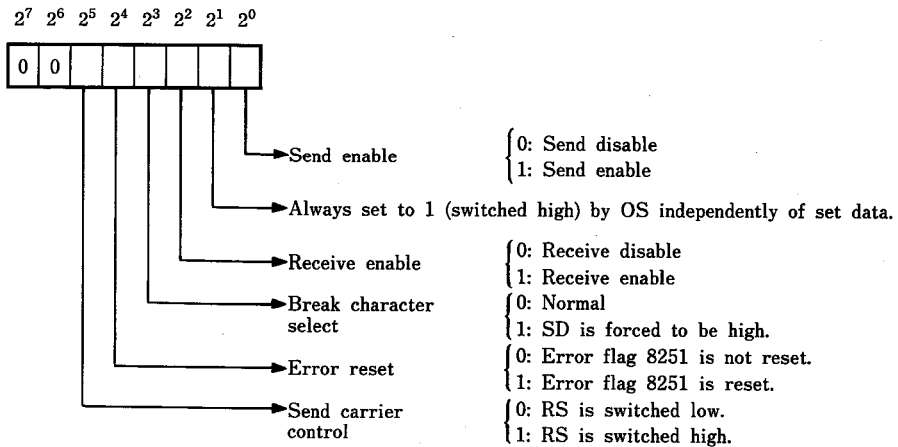 2⁷ 2⁶ 2⁵ 2⁴ 2³ 2² 2¹ 2⁰
0 0
Send enable
0: Send disable
1: Send enable
Always set to 1 (switched high) by OS independently of set data.
Receive enable
0: Receive disable
1: Receive enable
Break character
select
0: Normal
1: SD is forced to be high.
Error reset
0: Error flag 8251 is not reset.
1: Error flag 8251 is reset.
Send carrier
control
0: RS is switched low.
1: RS is switched high.